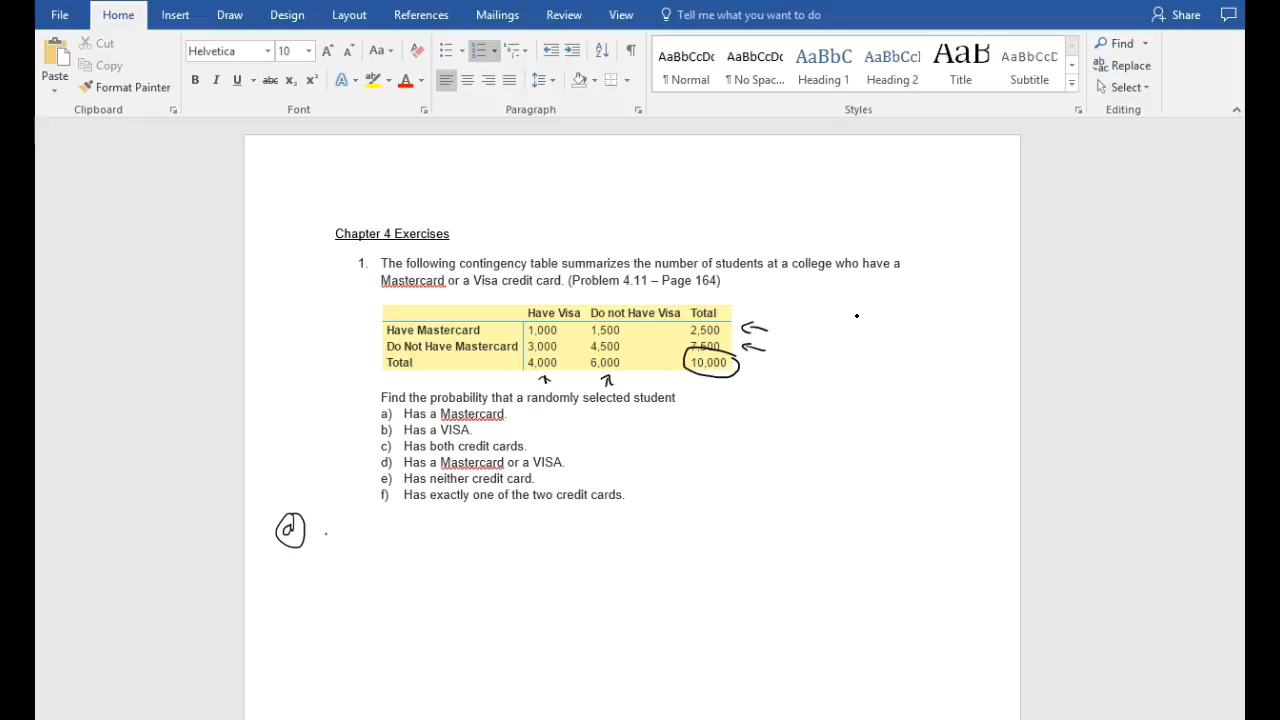 File Home Insert Draw Design Layout References Mailings Review View Tell me what you want to do Share
Cut
Copy
Paste
Format Painter
Clipboard
Helvetica 10
Font
Paragraph
AaBbCcDc AaBbCcDc AaBbC AaBbCcI AaB AaBbCcD
¶ Normal ¶ No Spac... Heading 1 Heading 2 Title Subtitle
Styles
Find
Replace
Select
Editing
Chapter 4 Exercises
1. The following contingency table summarizes the number of students at a college who have a
Mastercard or a Visa credit card. (Problem 4.11 – Page 164)
Have Visa Do not Have Visa Total
Have Mastercard 1,000 1,500 2,500
Do Not Have Mastercard 3,000 4,500 7,500
Total 4,000 6,000 10,000
Find the probability that a randomly selected student
a) Has a Mastercard.
b) Has a VISA.
c) Has both credit cards.
d) Has a Mastercard or a VISA.
e) Has neither credit card.
f) Has exactly one of the two credit cards.